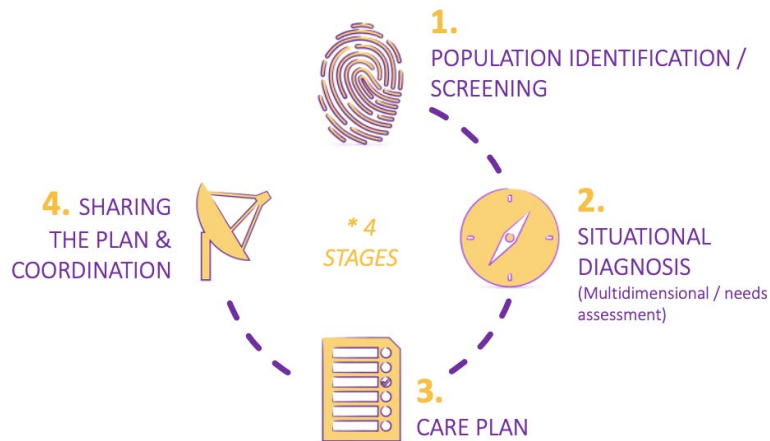 1.
POPULATION IDENTIFICATION /
SCREENING
2.
SITUATIONAL
DIAGNOSIS
(Multidimensional / needs
assessment)
3.
CARE PLAN
4. SHARING
THE PLAN &
COORDINATION
* 4
STAGES